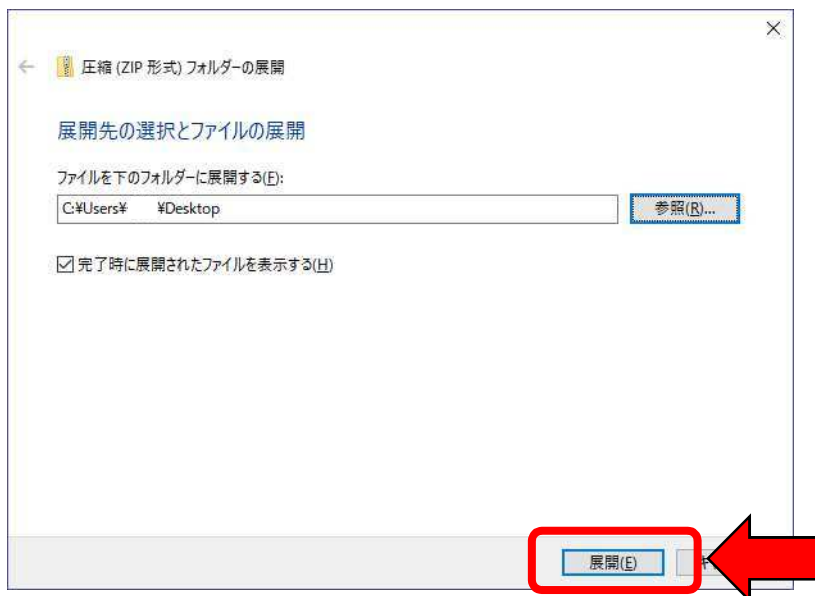 圧縮 (ZIP 形式) フォルダーの展開
展開先の選択とファイルの展開
ファイルを下のフォルダーに展開する(F):
C:¥Users¥ ¥Desktop
参照(R)...
完了時に展開されたファイルを表示する(H)
展開(E)